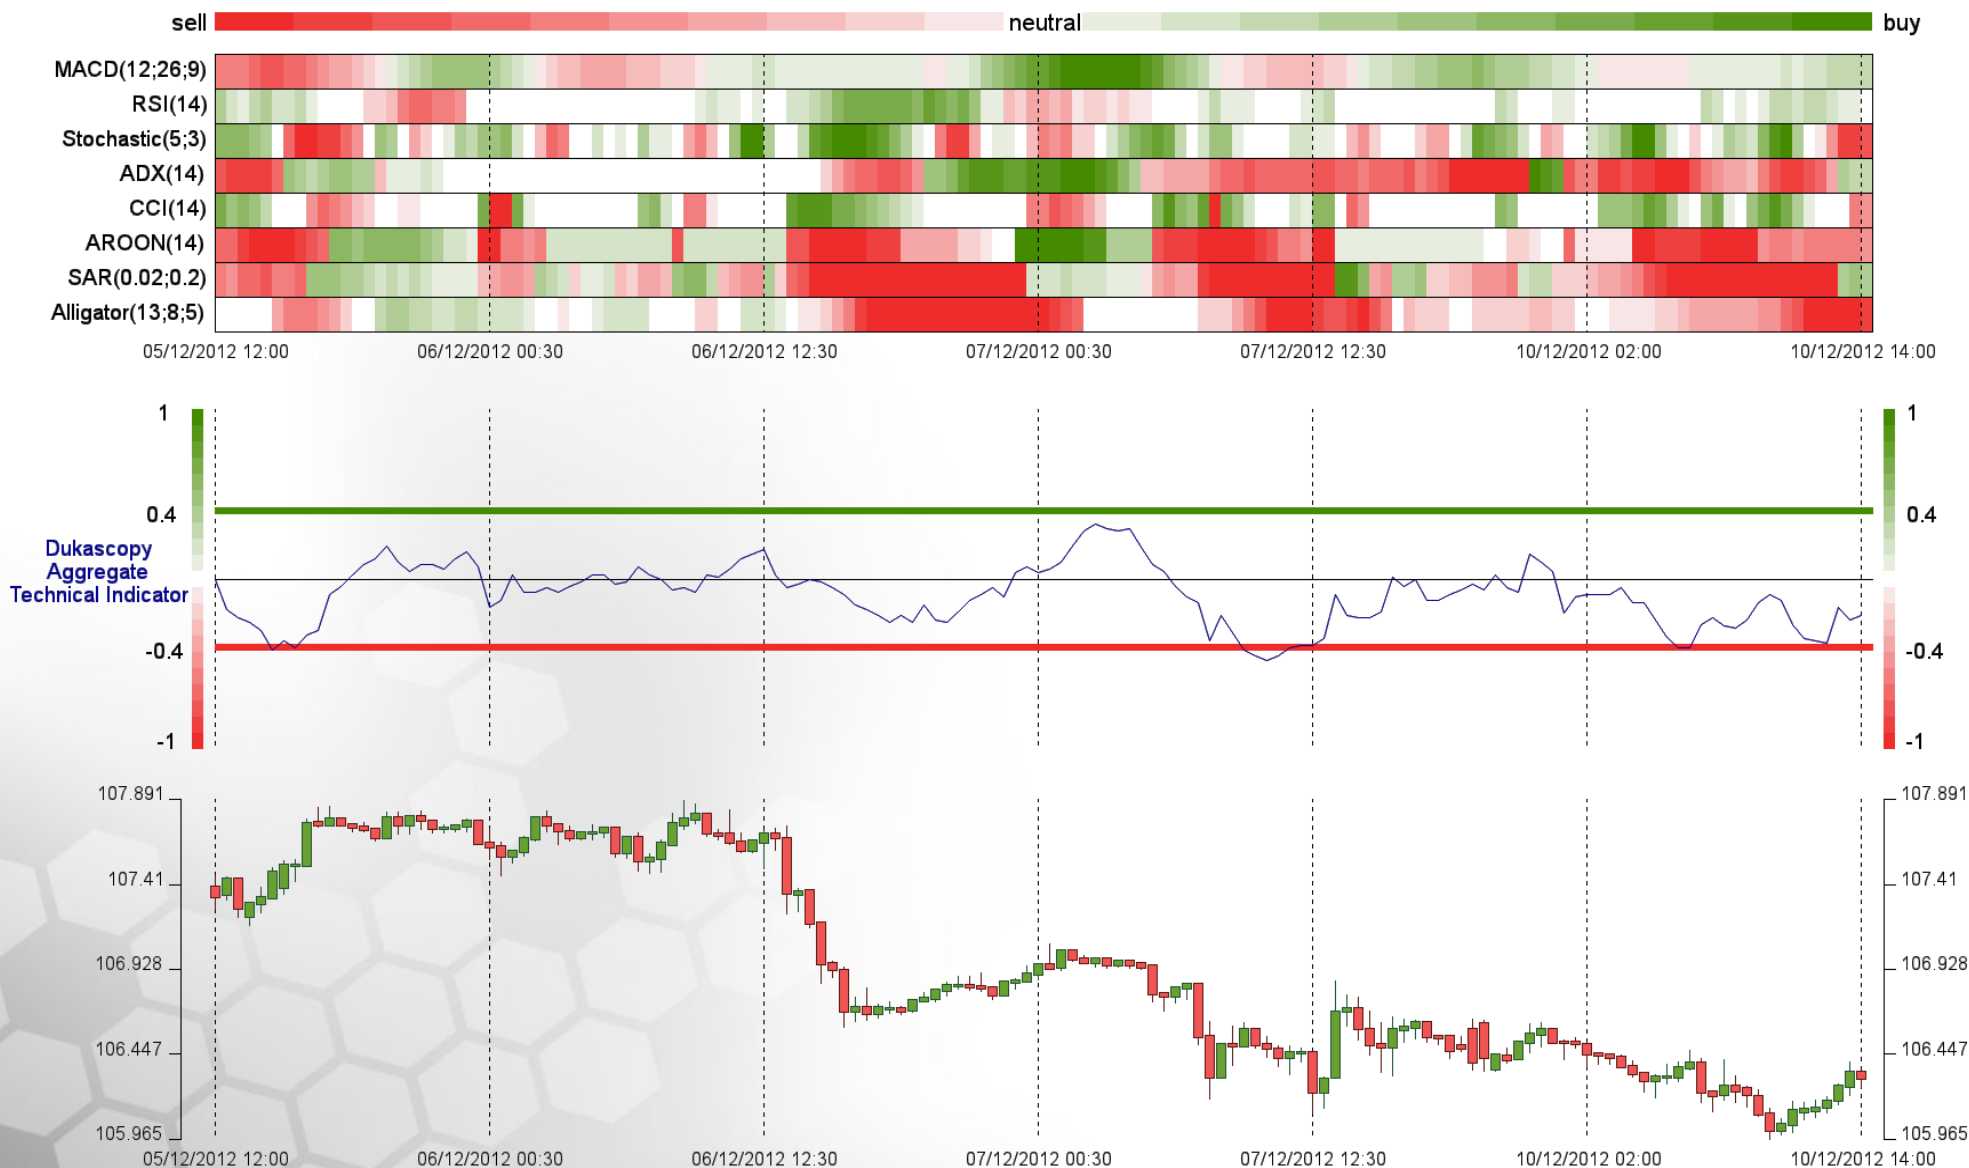 sell neutral buy
MACD(12;26;9)
RSI(14)
Stochastic(5;3)
ADX(14)
CCI(14)
AROON(14)
SAR(0.02;0.2)
Alligator(13;8;5)
05/12/2012 12:00 06/12/2012 00:30 06/12/2012 12:30 07/12/2012 00:30 07/12/2012 12:30 10/12/2012 02:00 10/12/2012 14:00
1 1
0.4 0.4
Dukascopy
Aggregate
Technical Indicator
-0.4 -0.4
-1 -1
107.891 107.891
107.41 107.41
106.928 106.928
106.447 106.447
105.965 105.965
05/12/2012 12:00 06/12/2012 00:30 06/12/2012 12:30 07/12/2012 00:30 07/12/2012 12:30 10/12/2012 02:00 10/12/2012 14:00